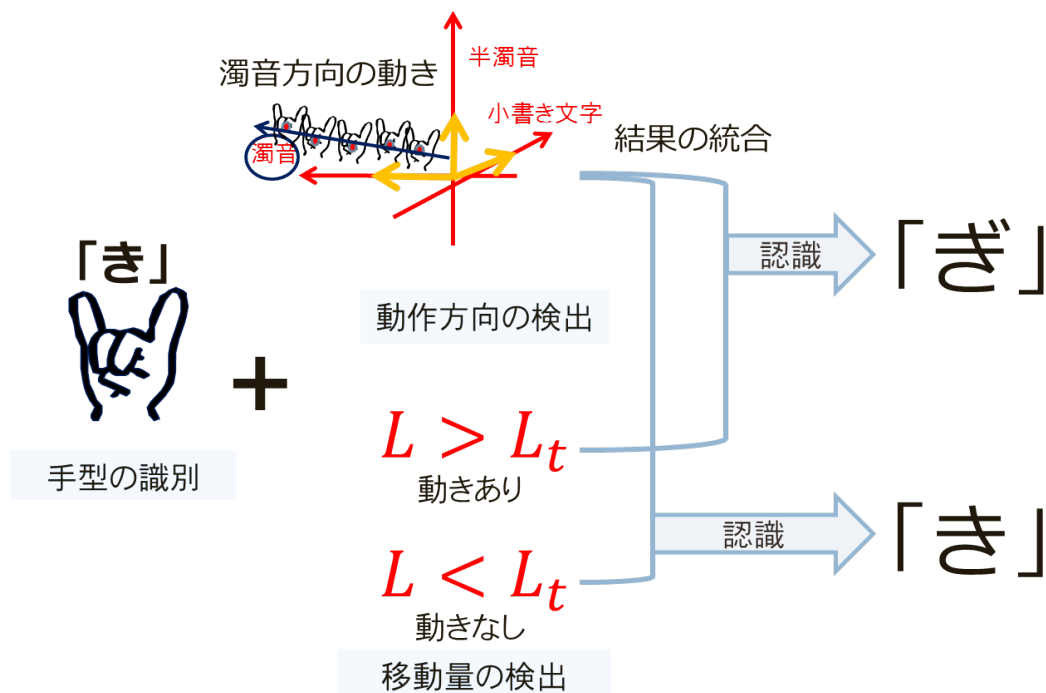 半濁音
濁音方向の動き
小書き文字
濁音
結果の統合
「き」
認識
「ぎ」
動作方向の検出
+
L > Lₜ
動きあり
手型の識別
認識
「き」
L < Lₜ
動きなし
移動量の検出